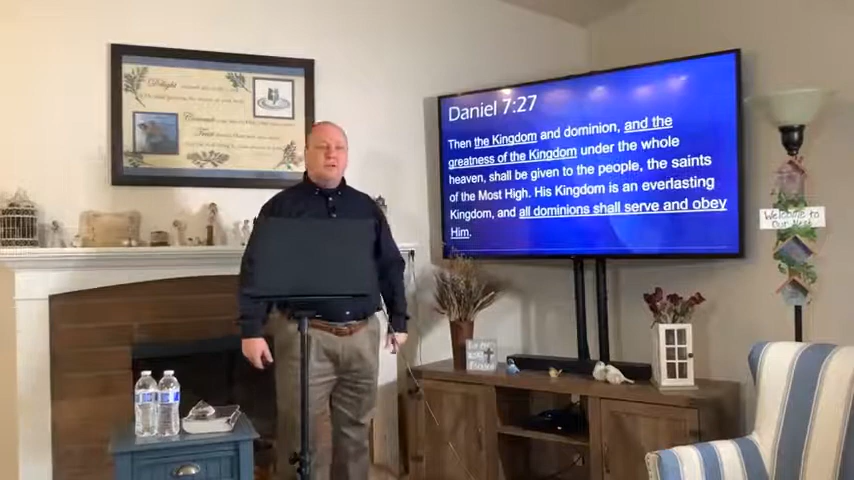 Delight
Commit
Trust
Daniel 7:27
Then the Kingdom and dominion, and the
greatness of the Kingdom under the whole
heaven, shall be given to the people, the saints
of the Most High. His Kingdom is an everlasting
kingdom, and all dominions shall serve and obey
Him.
Welcome to
Our Nest